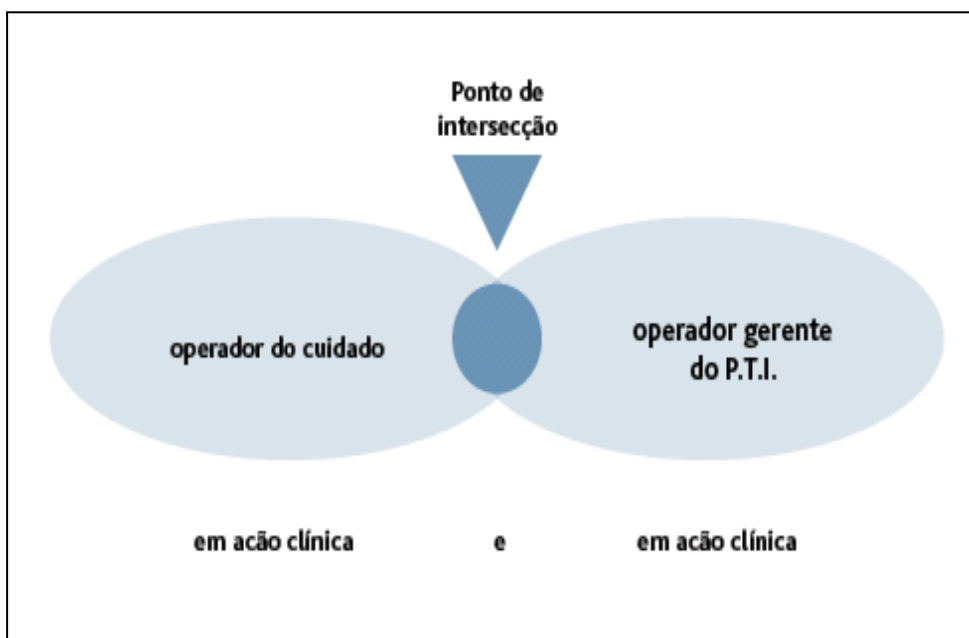 Ponto de
intersecção
operador do cuidado
operador gerente
do P.T.I.
em acão clínica e em acão clínica